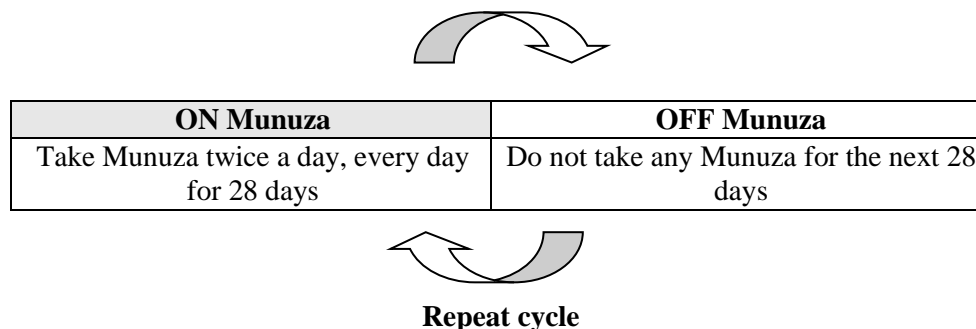 ON Munuza
OFF Munuza
Take Munuza twice a day, every day
for 28 days
Do not take any Munuza for the next 28
days
Repeat cycle